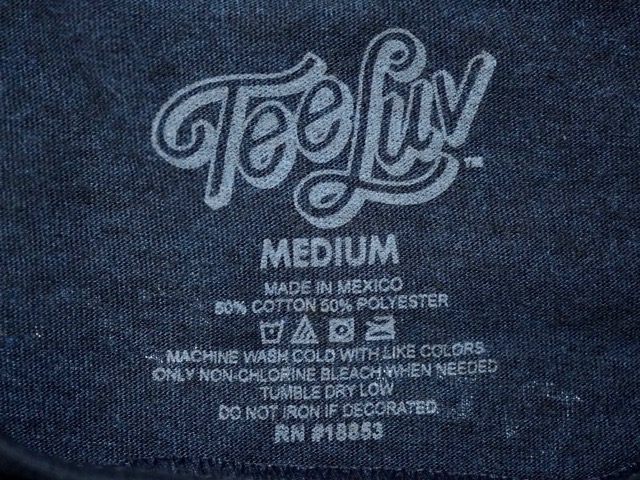 TeeLuv™
MEDIUM
MADE IN MEXICO
50% COTTON 50% POLYESTER
MACHINE WASH COLD WITH LIKE COLORS
ONLY NON-CHLORINE BLEACH WHEN NEEDED
TUMBLE DRY LOW
DO NOT IRON IF DECORATED
RN #18853